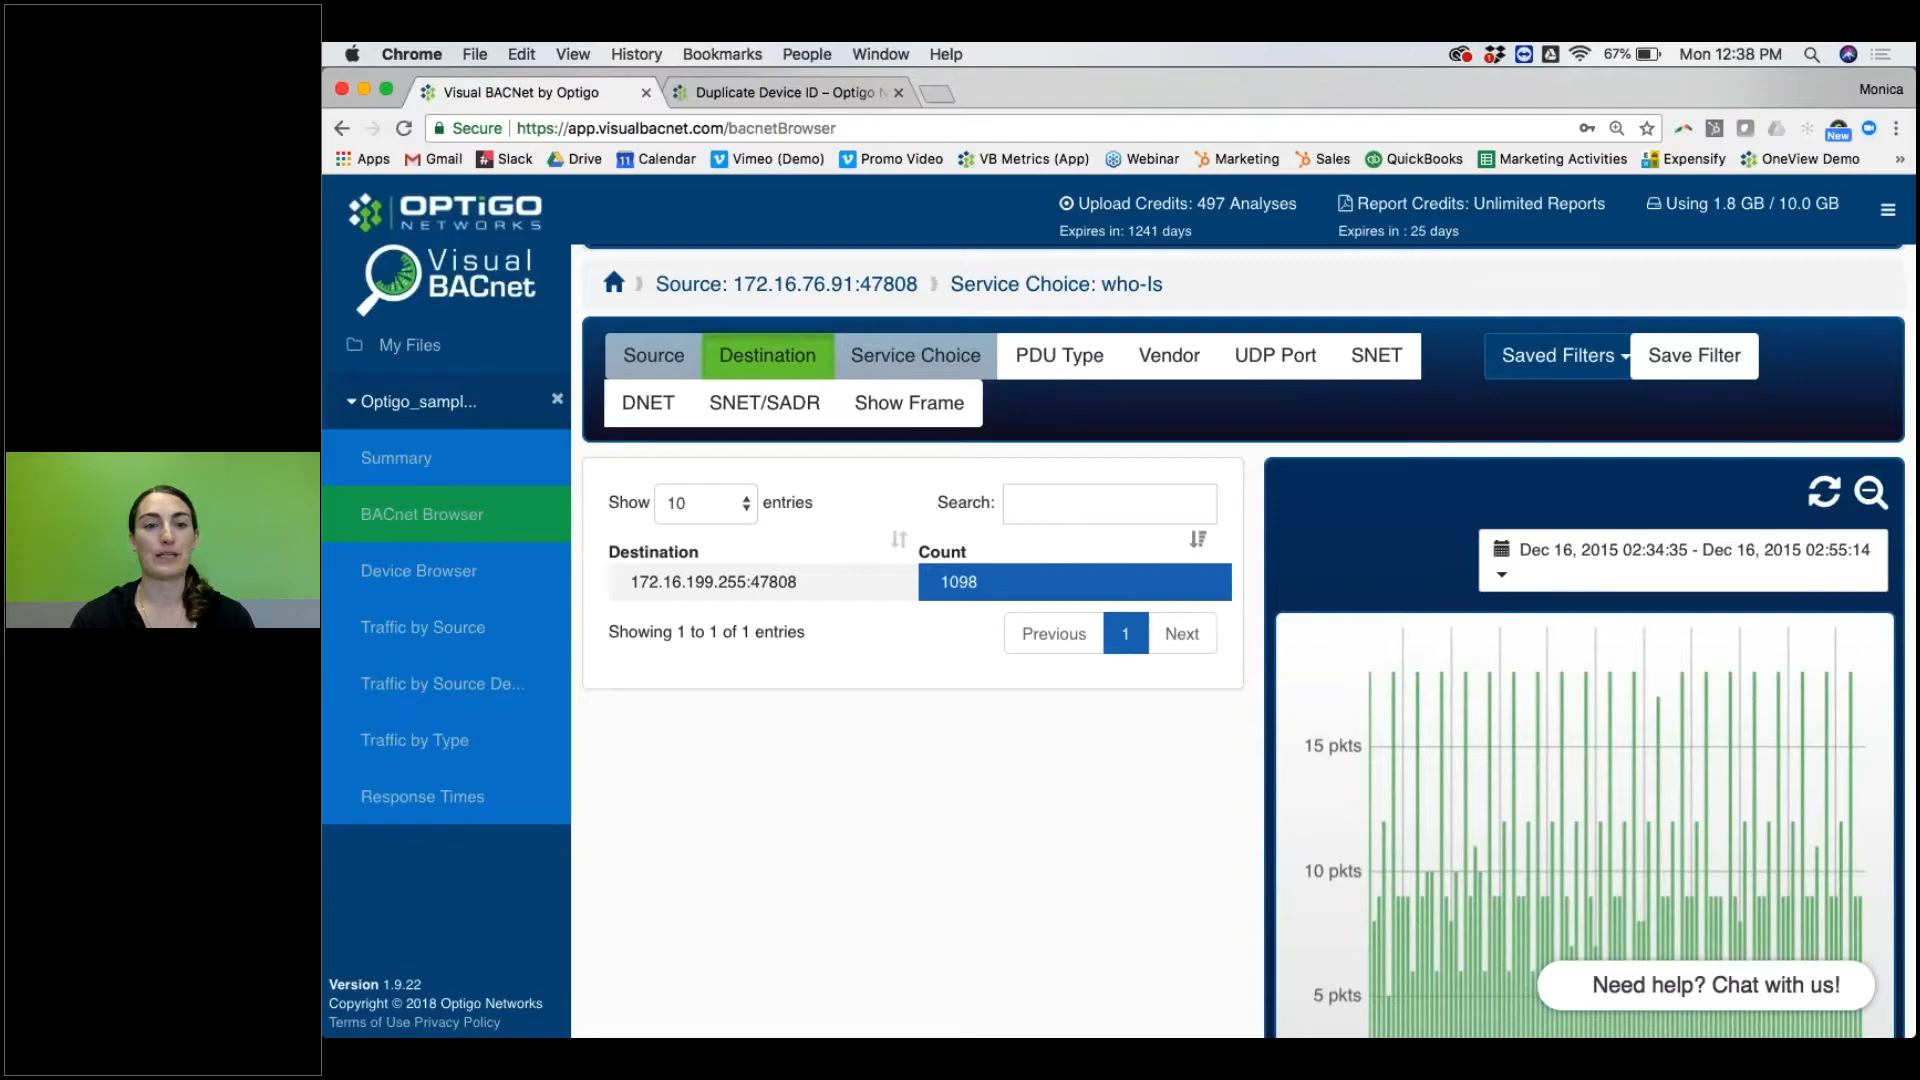 Chrome File Edit View History Bookmarks People Window Help
67% Mon 12:38 PM
Visual BACNet by Optigo
Duplicate Device ID – Optigo N
Monica
Secure https://app.visualbacnet.com/bacnetBrowser
New
Apps Gmail Slack Drive Calendar Vimeo (Demo) Promo Video VB Metrics (App) Webinar Marketing Sales QuickBooks Marketing Activities Expensify OneView Demo »
OPTiGO
NETWORKS
Upload Credits: 497 Analyses
Expires in: 1241 days
Report Credits: Unlimited Reports
Expires in : 25 days
Using 1.8 GB / 10.0 GB
Visual
BACnet
My Files
Optigo_sampl...
Summary
BACnet Browser
Device Browser
Traffic by Source
Traffic by Source De...
Traffic by Type
Response Times
Version 1.9.22
Copyright © 2018 Optigo Networks
Terms of Use Privacy Policy
Source: 172.16.76.91:47808 Service Choice: who-Is
Source Destination Service Choice PDU Type Vendor UDP Port SNET
DNET SNET/SADR Show Frame
Saved Filters Save Filter
Show 10 entries
Search:
Destination Count
172.16.199.255:47808 1098
Showing 1 to 1 of 1 entries
Previous 1 Next
Dec 16, 2015 02:34:35 - Dec 16, 2015 02:55:14
15 pkts
10 pkts
5 pkts
Need help? Chat with us!